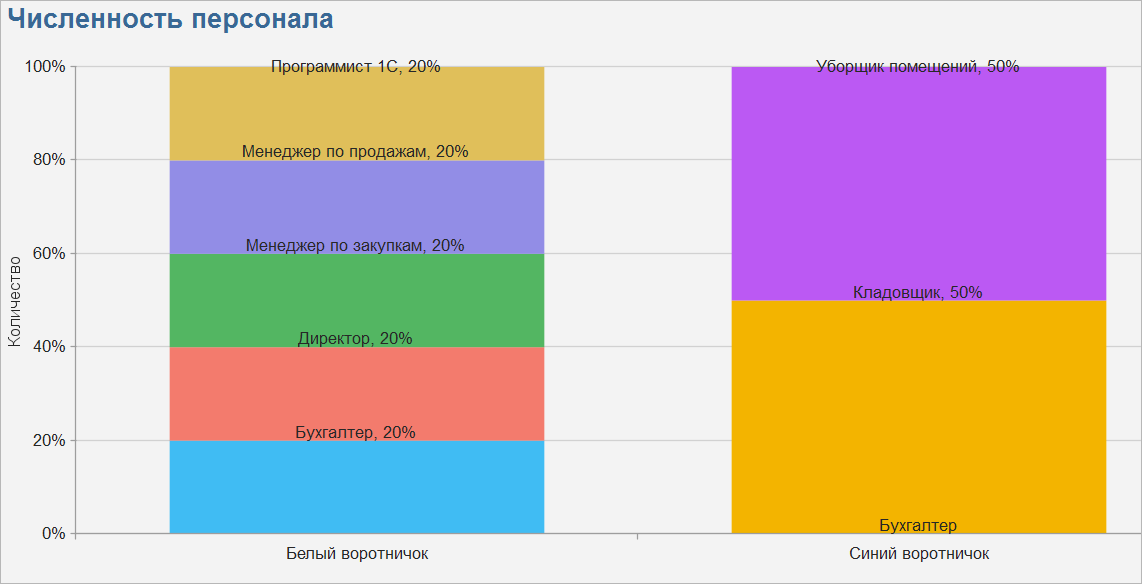 Численность персонала
100%
80%
60%
40%
20%
0%
Количество
Программист 1С, 20%
Менеджер по продажам, 20%
Менеджер по закупкам, 20%
Директор, 20%
Бухгалтер, 20%
Уборщик помещений, 50%
Кладовщик, 50%
Бухгалтер
Белый воротничок
Синий воротничок